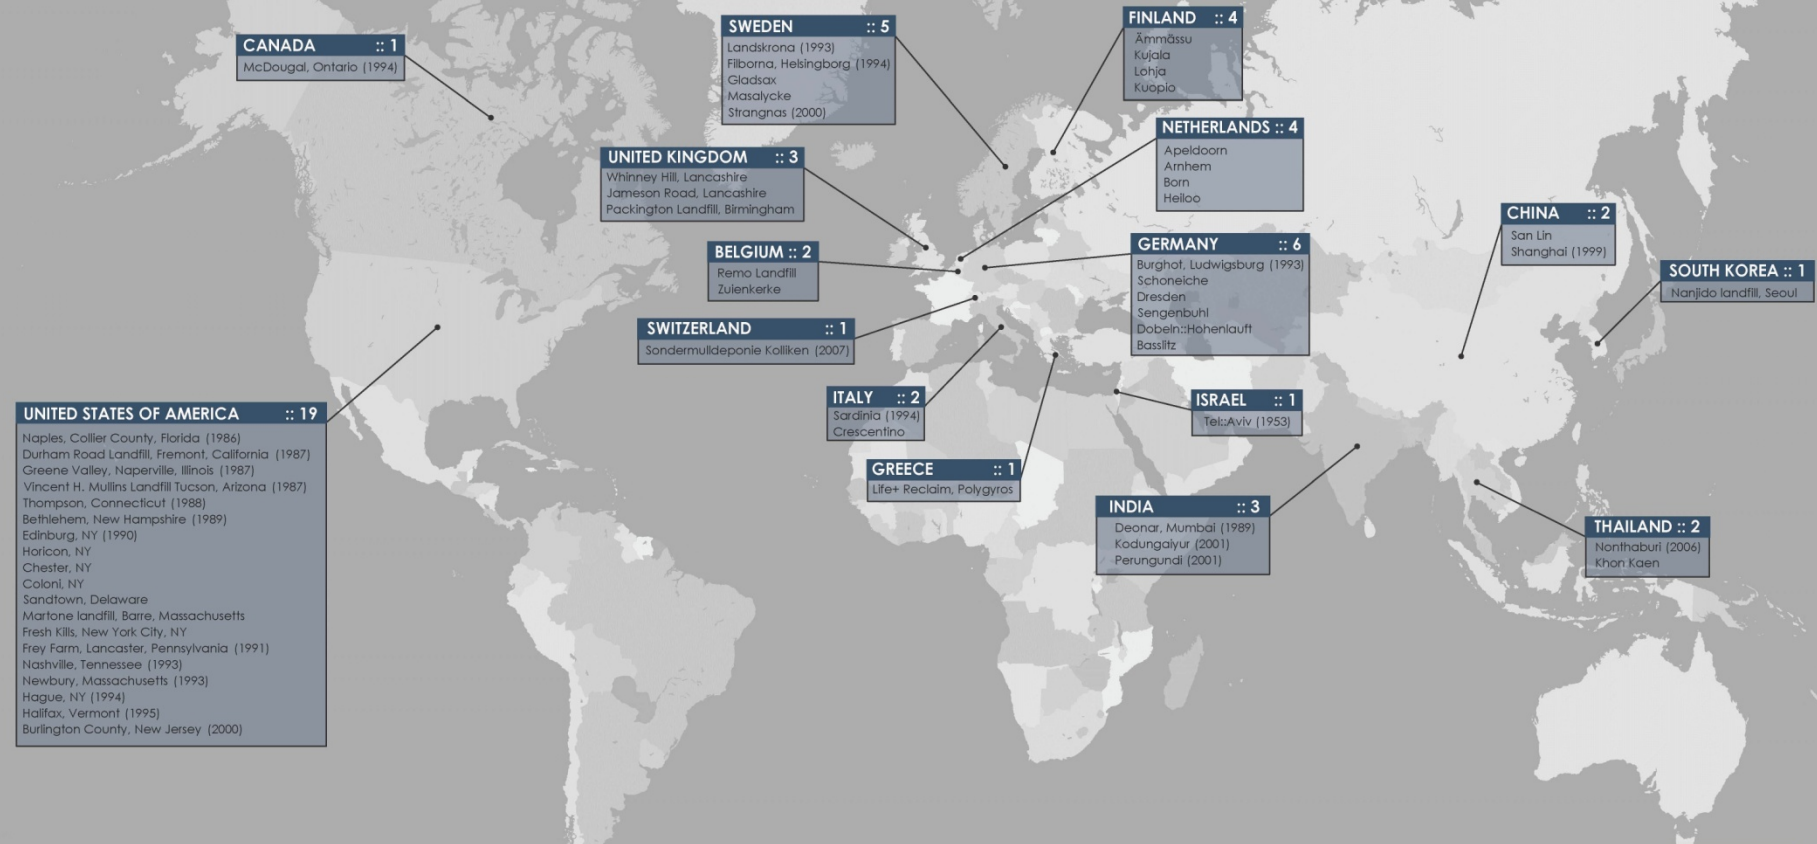 CANADA :: 1
McDougal, Ontario (1994)
SWEDEN :: 5
Landskrona (1993)
Filborna, Helsingborg (1994)
Gladsax
Masalycke
Strangnas (2000)
FINLAND :: 4
Ämmässu
Kujala
Lohja
Kuopio
NETHERLANDS :: 4
Apeldoorn
Arnhem
Born
Heiloo
UNITED KINGDOM :: 3
Whinney Hill, Lancashire
Jameson Road, Lancashire
Packington Landfill, Birmingham
BELGIUM :: 2
Remo Landfill
Zulenkerke
GERMANY :: 6
Burghot, Ludwigsburg (1993)
Schoneiche
Dresden
Sengenbuhl
Dobeln::Hohenlauft
Basslitz
CHINA :: 2
San Lin
Shanghai (1999)
SOUTH KOREA :: 1
Nanjido landfill, Seoul
SWITZERLAND :: 1
Sondermulldeponie Kolliken (2007)
ITALY :: 2
Sardinia (1994)
Crescentino
ISRAEL :: 1
Tel::Aviv (1953)
UNITED STATES OF AMERICA :: 19
Naples, Collier County, Florida (1986)
Durham Road Landfill, Fremont, California (1987)
Greene Valley, Naperville, Illinois (1987)
Vincent H. Mullins Landfill Tucson, Arizona (1987)
Thompson, Connecticut (1988)
Bethlehem, New Hampshire (1989)
Edinburg, NY (1990)
Horicon, NY
Chester, NY
Coloni, NY
Sandtown, Delaware
Martone landfill, Barre, Massachusetts
Fresh Kills, New York City, NY
Frey Farm, Lancaster, Pennsylvania (1991)
Nashville, Tennessee (1993)
Newbury, Massachusetts (1993)
Hague, NY (1994)
Halifax, Vermont (1995)
Burlington County, New Jersey (2000)
GREECE :: 1
Life+ Reclaim, Polygyros
INDIA :: 3
Deonar, Mumbai (1989)
Kodungaiyur (2001)
Perungundi (2001)
THAILAND :: 2
Nonthaburi (2006)
Khon Kaen